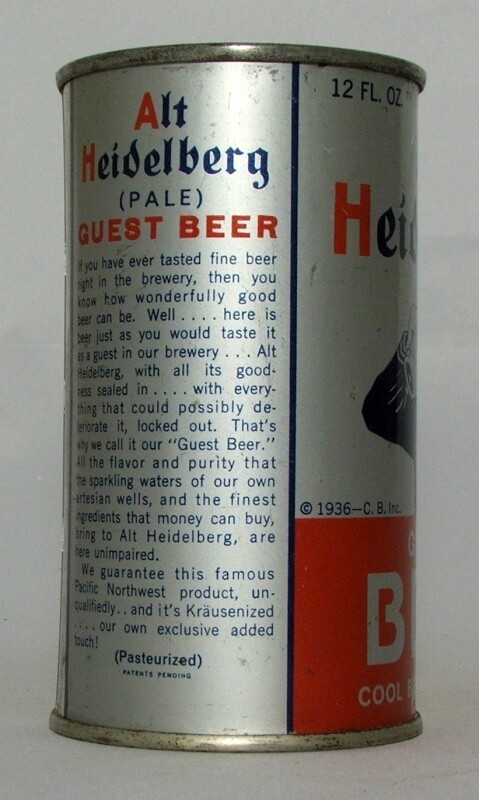 Alt
Heidelberg
(PALE)
GUEST BEER
If you have ever tasted fine beer
right in the brewery, then you
know how wonderfully good
beer can be. Well .... here is
beer just as you would taste it
as a guest in our brewery ... Alt
Heidelberg, with all its good-
ness sealed in .... with every-
thing that could possibly de-
teriorate it, locked out. That's
why we call it our "Guest Beer."
All the flavor and purity that
the sparkling waters of our own
artesian wells, and the finest
ingredients that money can buy,
bring to Alt Heidelberg, are
here unimpaired.
We guarantee this famous
Pacific Northwest product, un-
qualifiedly.. and it's Kräusenized
.... our own exclusive added
touch!
(Pasteurized)
PATENTS PENDING
12 FL. OZ.
Hei
© 1936—C. B. Inc.
G
B
COOL B